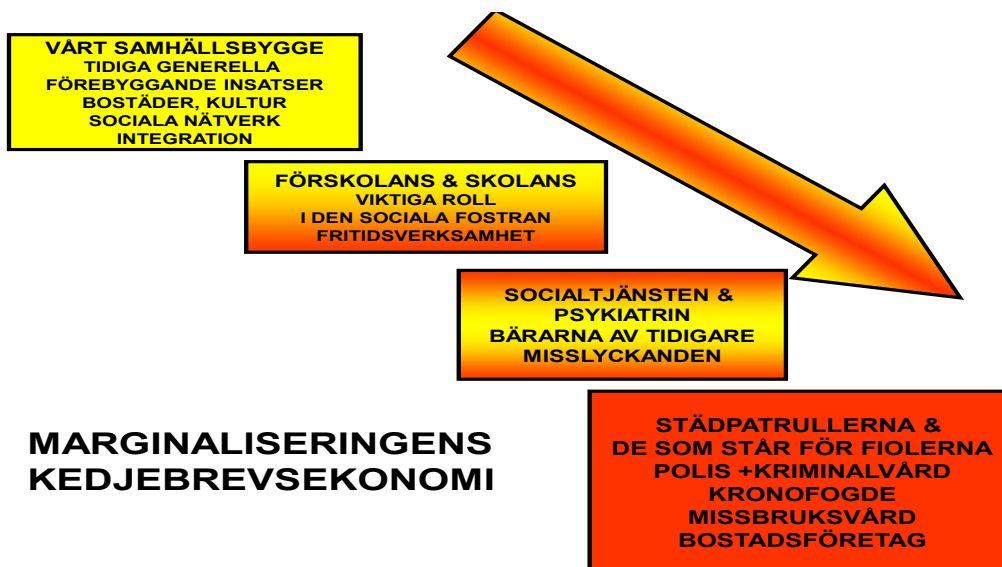 VÅRT SAMHÄLLSBYGGE
TIDIGA GENERELLA
FÖREBYGGANDE INSATSER
BOSTÄDER, KULTUR
SOCIALA NÄTVERK
INTEGRATION
FÖRSKOLANS & SKOLANS
VIKTIGA ROLL
I DEN SOCIALA FOSTRAN
FRITIDSVERKSAMHET
SOCIALTJÄNSTEN &
PSYKIATRIN
BÄRARNA AV TIDIGARE
MISSLYCKANDEN
MARGINALISERINGENS
KEDJEBREVSEKONOMI
STÄDPATRULLERNA &
DE SOM STÅR FÖR FIOLERNA
POLIS +KRIMINALVÅRD
KRONOFOGDE
MISSBRUKSVÅRD
BOSTADSFÖRETAG